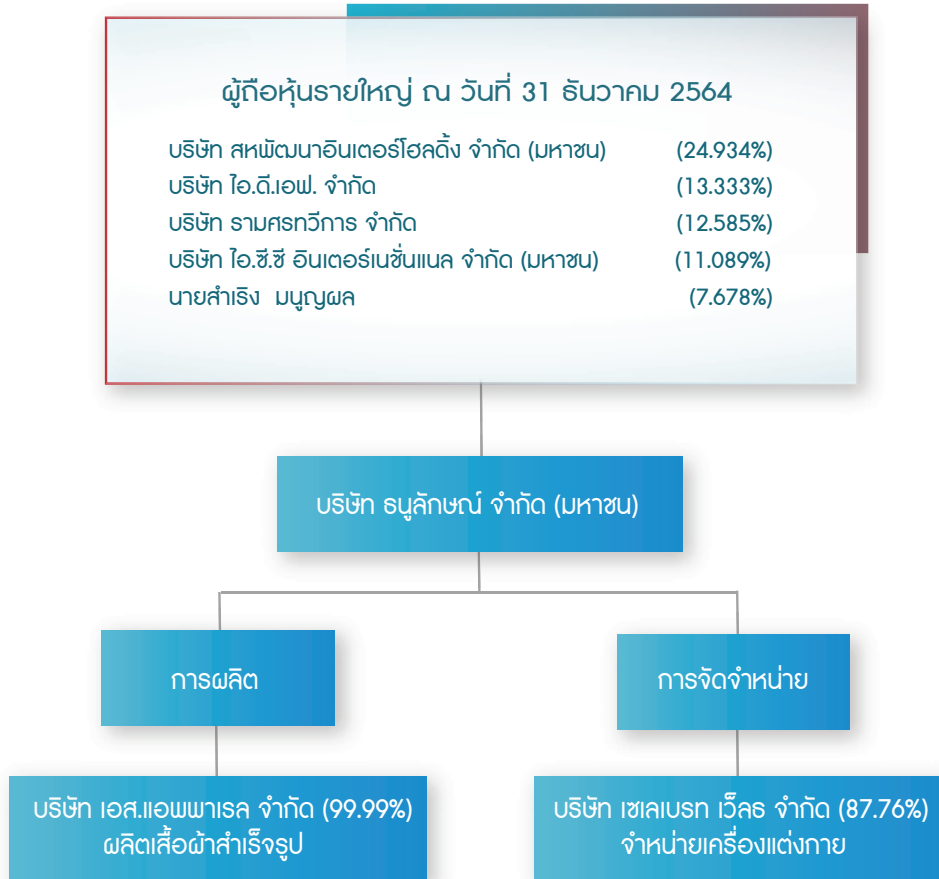 ผู้ถือหุ้นรายใหญ่ ณ วันที่ 31 ธันวาคม 2564
บริษัท สหพัฒนาอินเตอร์โฮลดิ้ง จำกัด (มหาชน) (24.934%)
บริษัท ไอ.ดี.เอฟ. จำกัด (13.333%)
บริษัท รามศรทวีการ จำกัด (12.585%)
บริษัท ไอ.ซี.ซี อินเตอร์เนชั่นแนล จำกัด (มหาชน) (11.089%)
นายสำเริง มนูญผล (7.678%)
บริษัท ธนูลักษณ์ จำกัด (มหาชน)
การผลิต
การจัดจำหน่าย
บริษัท เอส.แอพพาเรล จำกัด (99.99%)
ผลิตเสื้อผ้าสำเร็จรูป
บริษัท เซเลเบรท เว็ลธ จำกัด (87.76%)
จำหน่ายเครื่องแต่งกาย